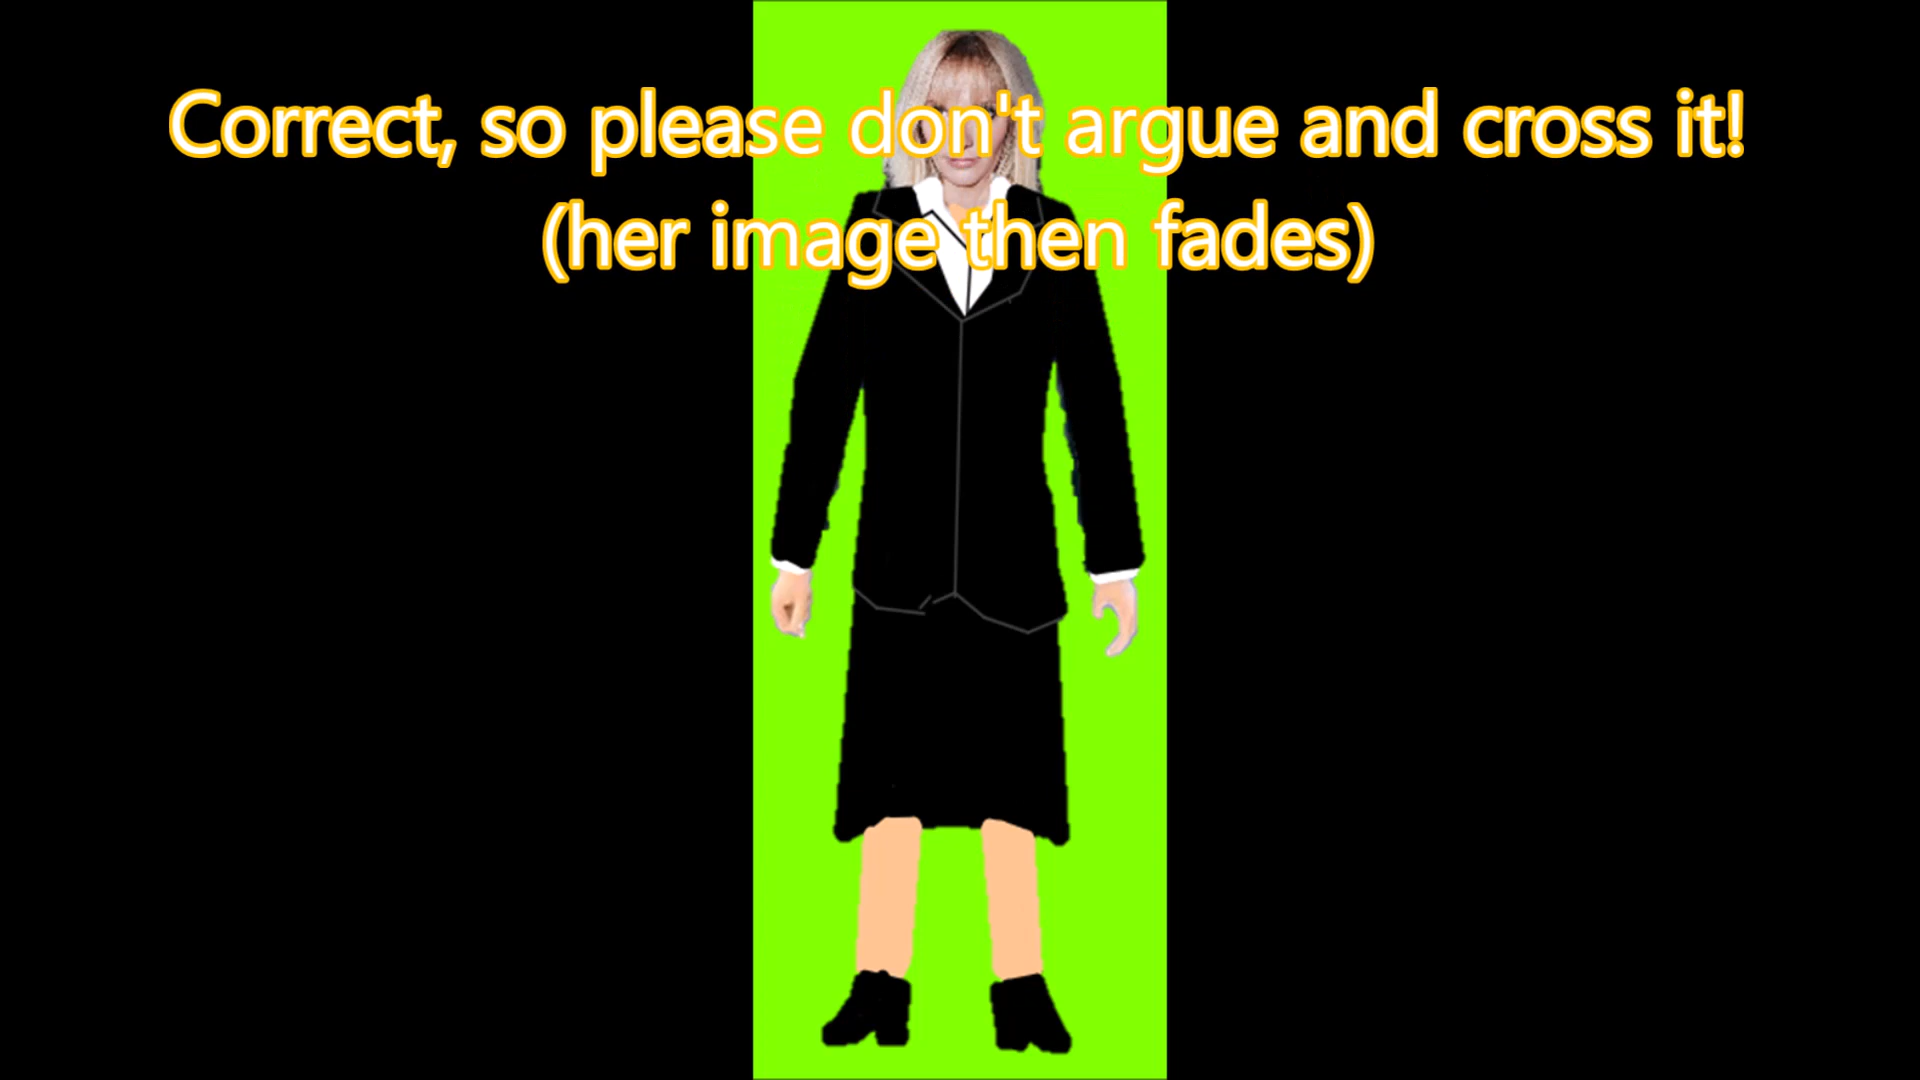 Correct, so please don't argue and cross it!
(her image then fades)